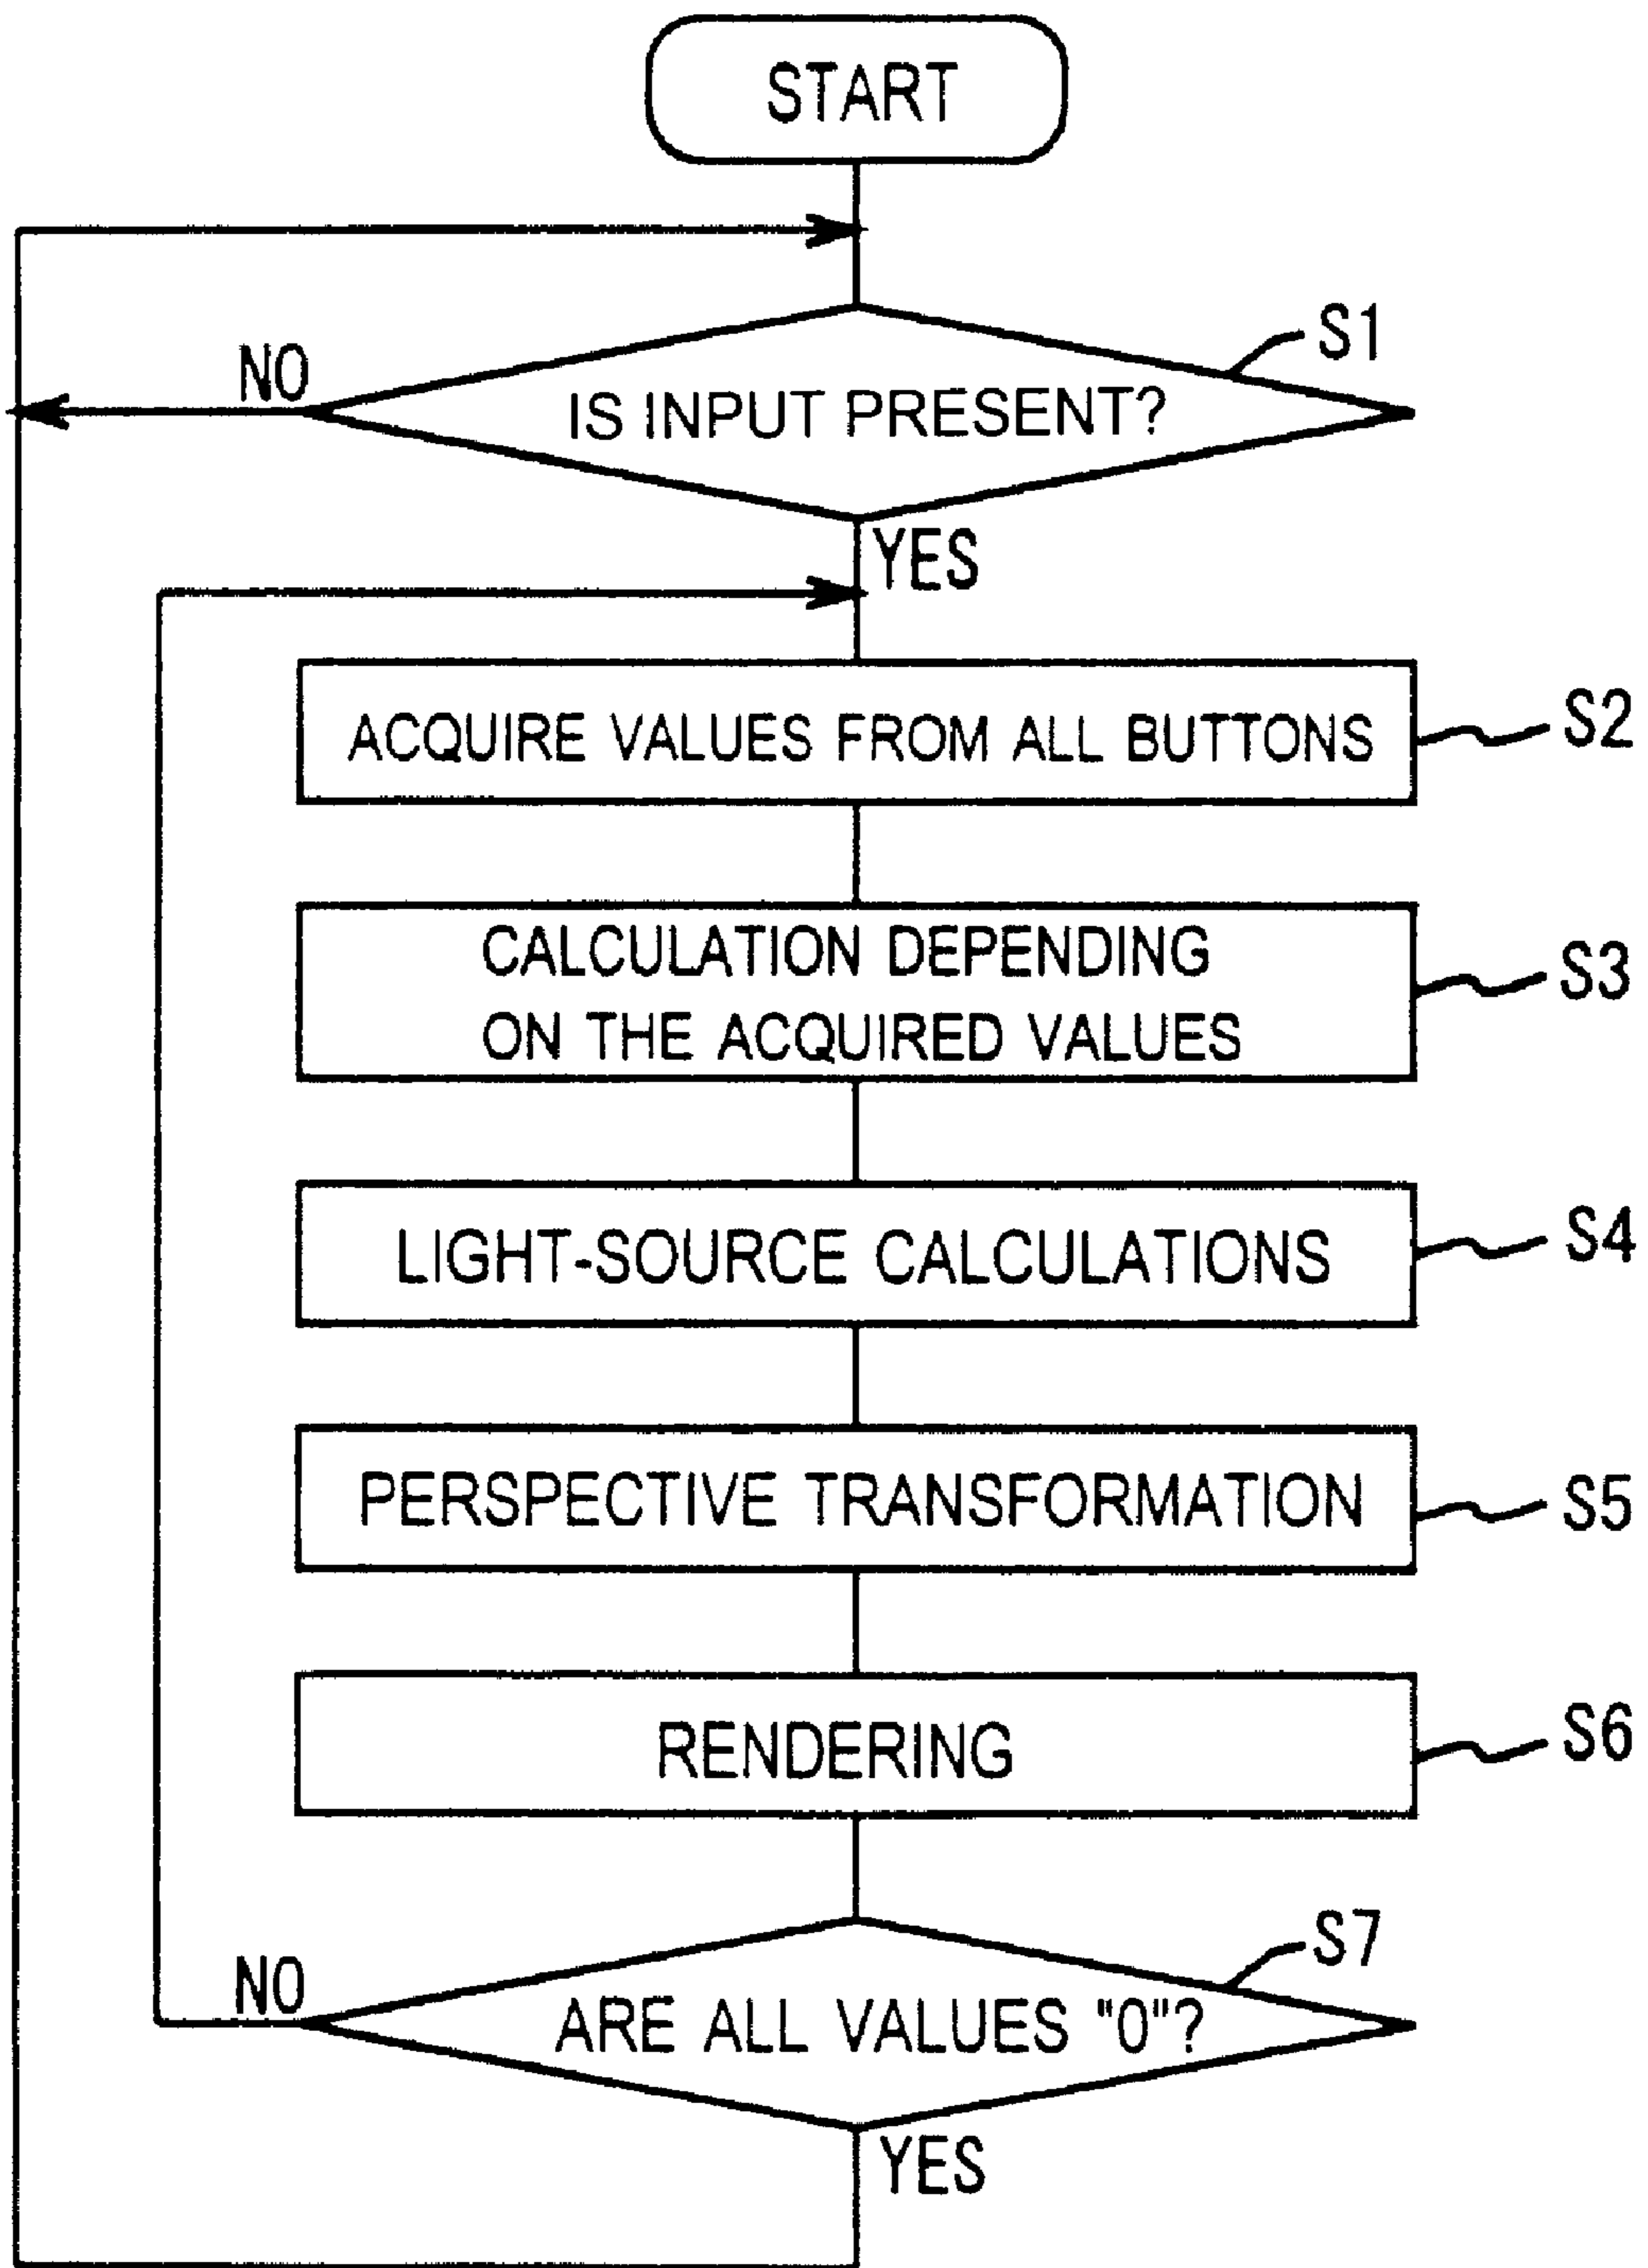 START
S1
NO
IS INPUT PRESENT?
YES
ACQUIRE VALUES FROM ALL BUTTONS
S2
CALCULATION DEPENDING
ON THE ACQUIRED VALUES
S3
LIGHT-SOURCE CALCULATIONS
S4
PERSPECTIVE TRANSFORMATION
S5
RENDERING
S6
S7
NO
ARE ALL VALUES "0"?
YES